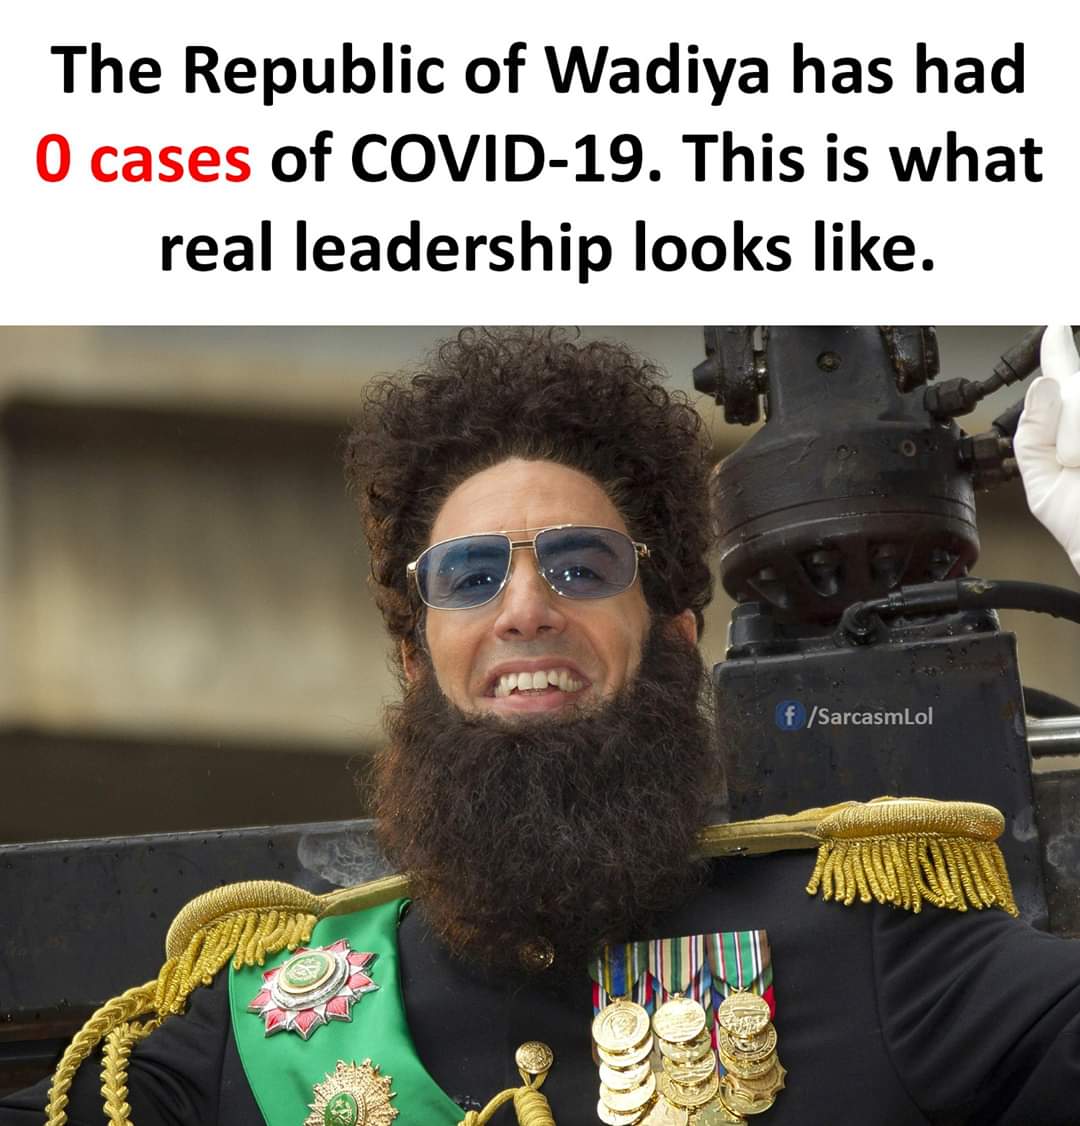 The Republic of Wadiya has had
0 cases of COVID-19. This is what
real leadership looks like.
f/SarcasmLol